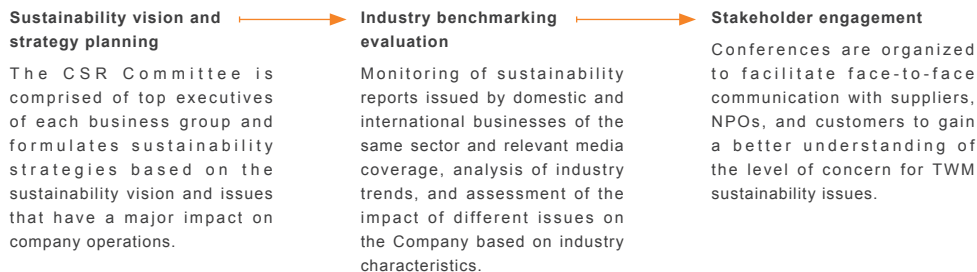 Sustainability vision and
strategy planning
The CSR Committee is
comprised of top executives
of each business group and
formulates sustainability
strategies based on the
sustainability vision and issues
that have a major impact on
company operations.
Industry benchmarking
evaluation
Monitoring of sustainability
reports issued by domestic and
international businesses of the
same sector and relevant media
coverage, analysis of industry
trends, and assessment of the
impact of different issues on
the Company based on industry
characteristics.
Stakeholder engagement
Conferences are organized
to facilitate face-to-face
communication with suppliers,
NPOs, and customers to gain
a better understanding of
the level of concern for TWM
sustainability issues.